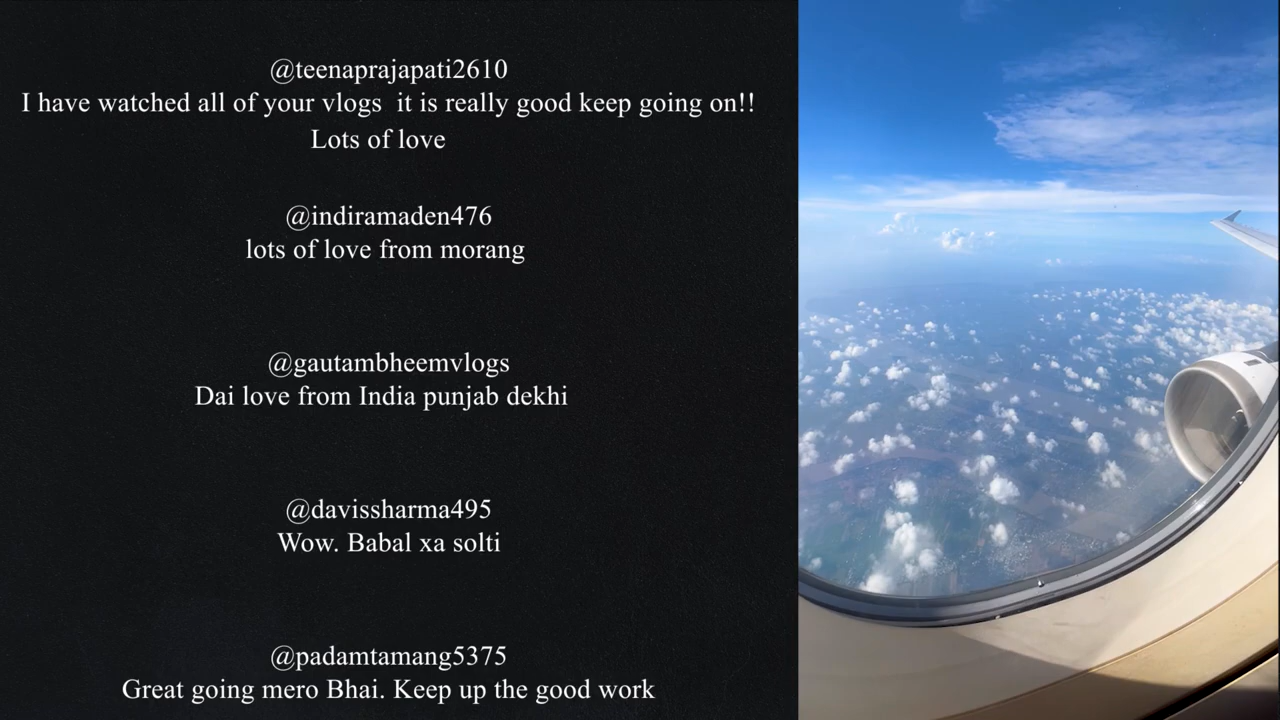 @teenaprajapati2610
I have watched all of your vlogs  it is really good keep going on!!
Lots of love
@indiramaden476
lots of love from morang
@gautambheemvlogs
Dai love from India punjab dekhi
@davissharma495
Wow. Babal xa solti
@padamtamang5375
Great going mero Bhai. Keep up the good work